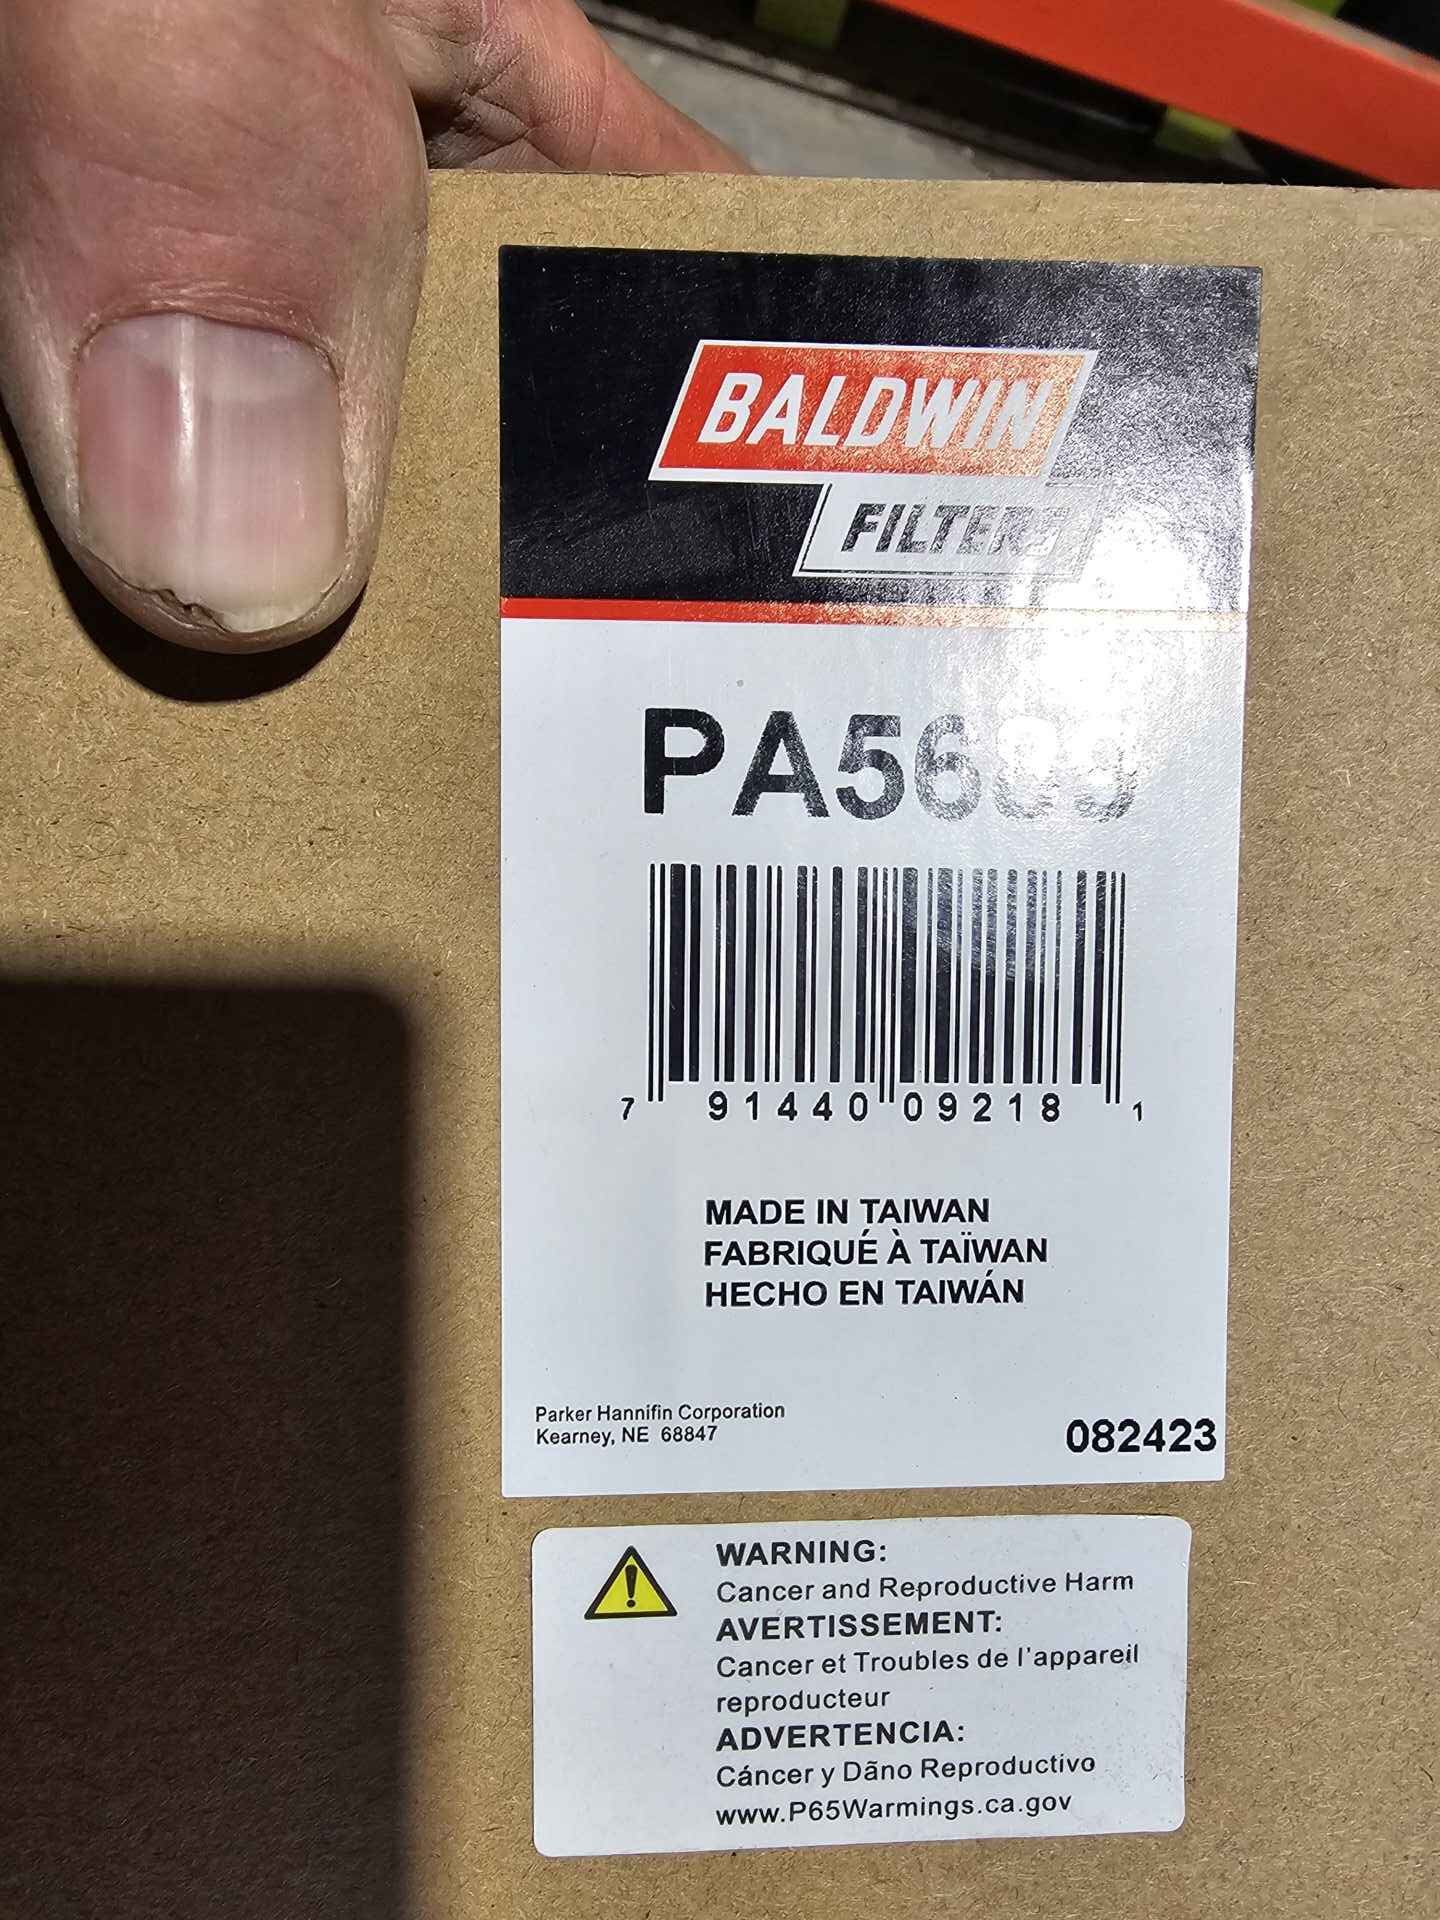 BALDWIN
FILTERS
7 91440 09218 1
MADE IN TAIWAN
FABRIQUÉ À TAÏWAN
HECHO EN TAIWÁN
Parker Hannifin Corporation
Kearney, NE 68847
082423
WARNING:
Cancer and Reproductive Harm
AVERTISSEMENT:
Cancer et Troubles de l'appareil
reproducteur
ADVERTENCIA:
Cáncer y Dãno Reproductivo
www.P65Warmings.ca.gov